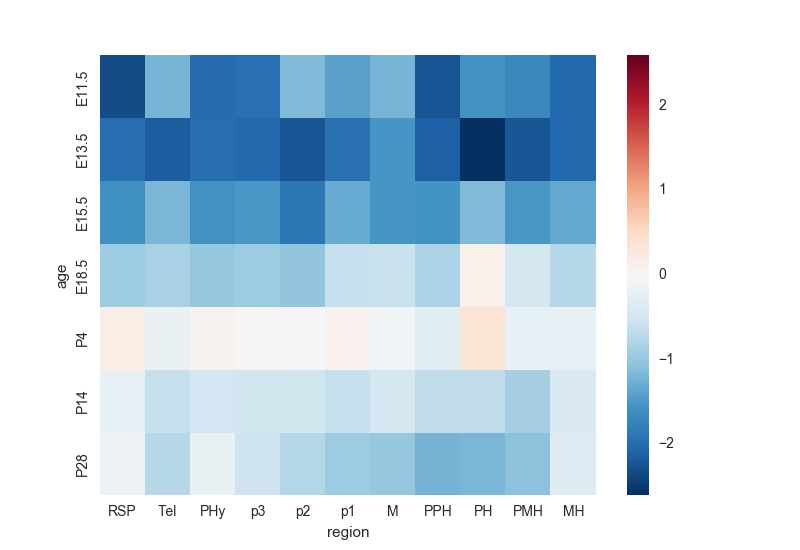 age
E11.5
E13.5
E15.5
E18.5
P4
P14
P28
RSP Tel PHy p3 p2 p1 M PPH PH PMH MH
region
2
1
0
−1
−2